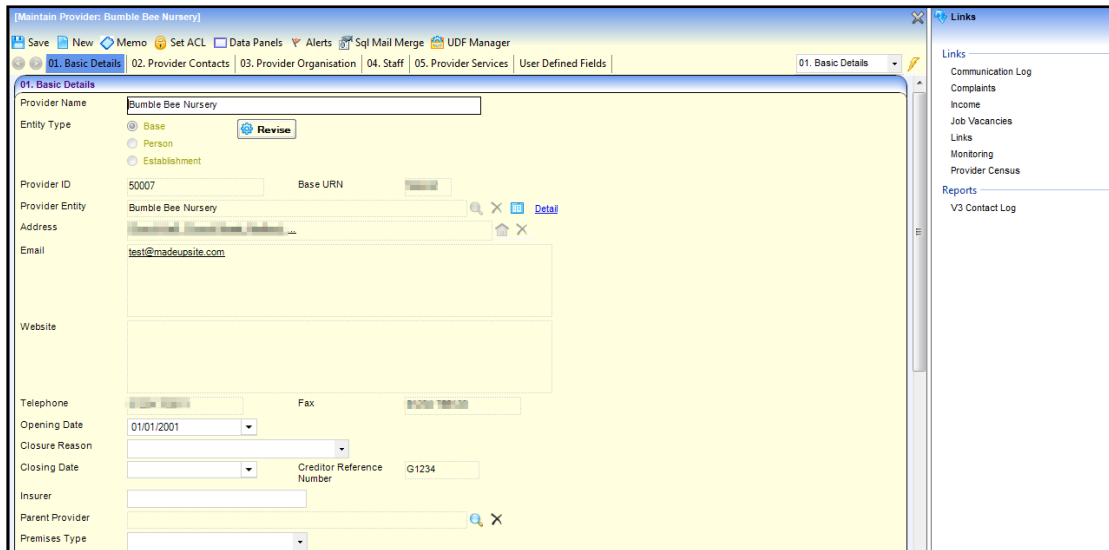 [Maintain Provider: Bumble Bee Nursery]
Save New Memo Set ACL Data Panels Alerts Sql Mail Merge UDF Manager
01. Basic Details 02. Provider Contacts 03. Provider Organisation 04. Staff 05. Provider Services User Defined Fields 01. Basic Details
01. Basic Details
Provider Name Bumble Bee Nursery
Entity Type Base Revise
Person
Establishment
Provider ID 50007 Base URN
Provider Entity Bumble Bee Nursery Detail
Address ...
Email test@madeupsite.com
Website
Telephone Fax
Opening Date 01/01/2001
Closure Reason
Closing Date Creditor Reference Number G1234
Insurer
Parent Provider
Premises Type
Links
Links
Communication Log
Complaints
Income
Job Vacancies
Links
Monitoring
Provider Census
Reports
V3 Contact Log